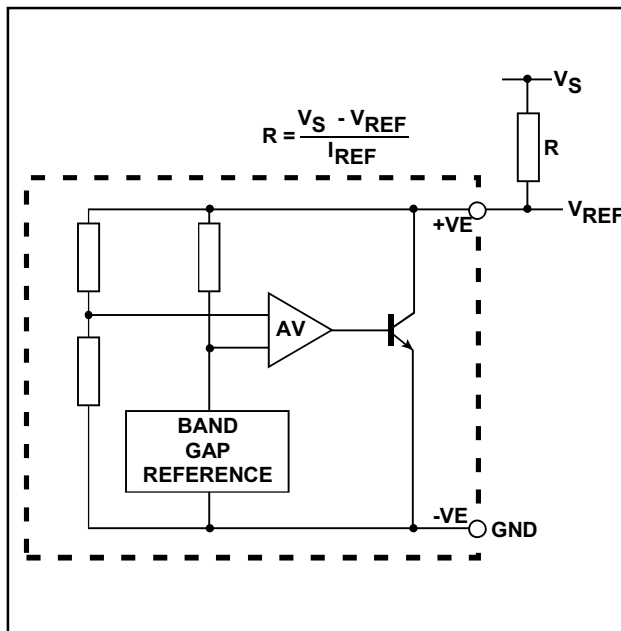 VS
R = VS - VREF / IREF
R
+VE
VREF
AV
BAND
GAP
REFERENCE
-VE
GND